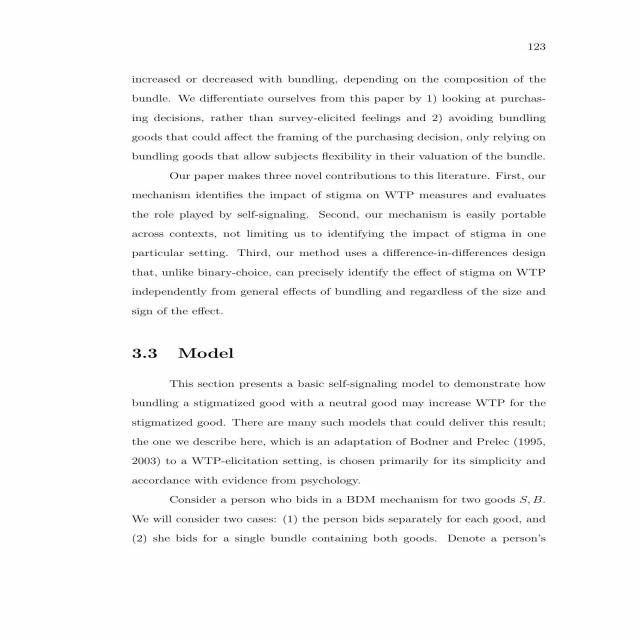 123
increased or decreased with bundling, depending on the composition of the
bundle. We differentiate ourselves from this paper by 1) looking at purchas-
ing decisions, rather than survey-elicited feelings and 2) avoiding bundling
goods that could affect the framing of the purchasing decision, only relying on
bundling goods that allow subjects flexibility in their valuation of the bundle.
Our paper makes three novel contributions to this literature. First, our
mechanism identifies the impact of stigma on WTP measures and evaluates
the role played by self-signaling. Second, our mechanism is easily portable
across contexts, not limiting us to identifying the impact of stigma in one
particular setting. Third, our method uses a difference-in-differences design
that, unlike binary-choice, can precisely identify the effect of stigma on WTP
independently from general effects of bundling and regardless of the size and
sign of the effect.
3.3 Model
This section presents a basic self-signaling model to demonstrate how
bundling a stigmatized good with a neutral good may increase WTP for the
stigmatized good. There are many such models that could deliver this result;
the one we describe here, which is an adaptation of Bodner and Prelec (1995,
2003) to a WTP-elicitation setting, is chosen primarily for its simplicity and
accordance with evidence from psychology.
Consider a person who bids in a BDM mechanism for two goods S, B.
We will consider two cases: (1) the person bids separately for each good, and
(2) she bids for a single bundle containing both goods. Denote a person's